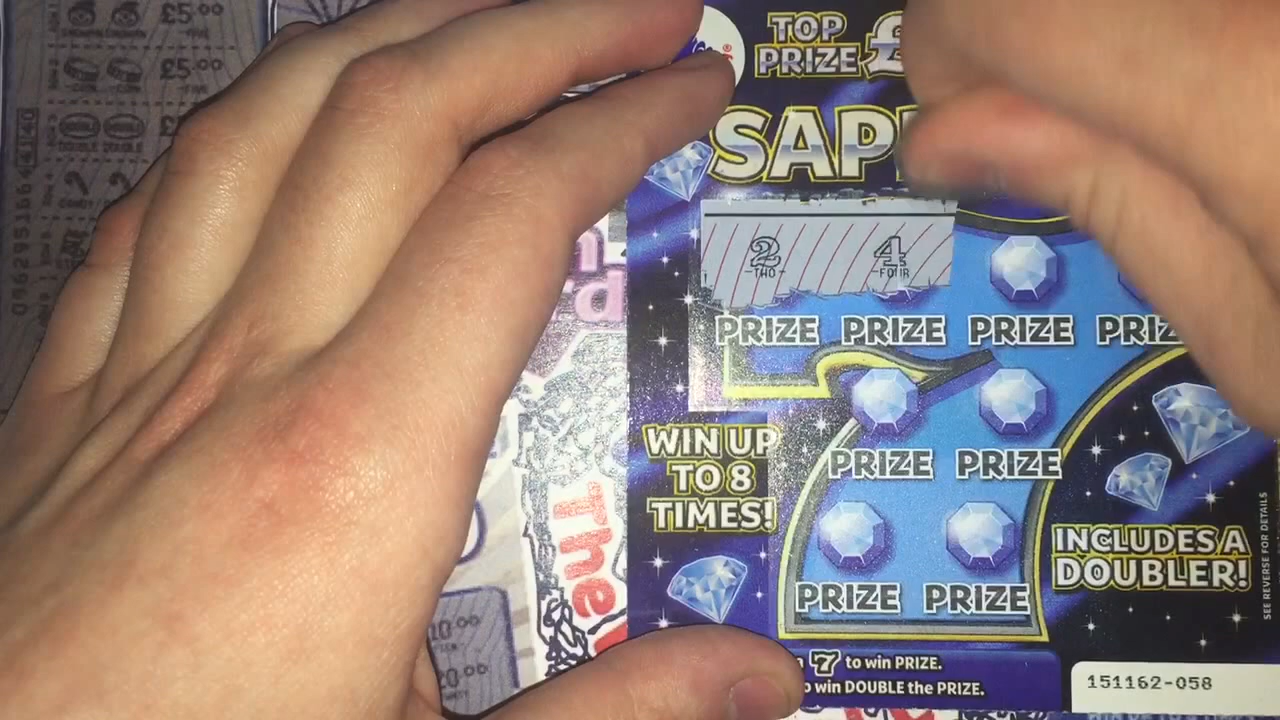 £5.00
£5.00
DOUBLE DOUBLE
TOP
PRIZE £
SAP
2 4
TWO FOUR
PRIZE PRIZE PRIZE PRIZ
WIN UP
TO 8
TIMES!
PRIZE PRIZE
INCLUDES A
DOUBLER!
PRIZE PRIZE
SEE REVERSE FOR DETAILS
7 to win PRIZE.
win DOUBLE the PRIZE.
151162-058
The